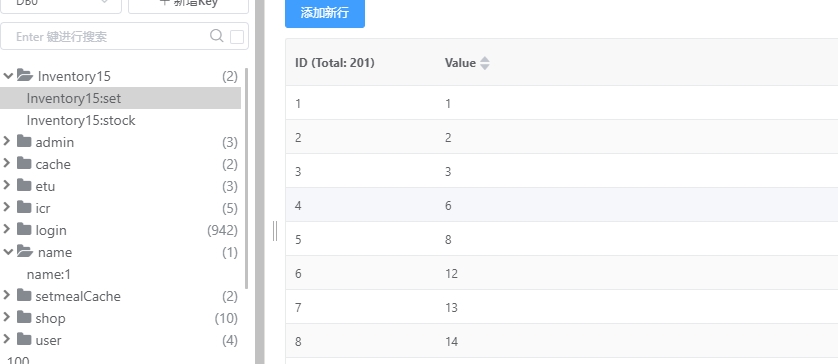 DB0
+ 新增Key
Enter 键进行搜索
Inventory15 (2)
Inventory15:set
Inventory15:stock
admin (3)
cache (2)
etu (3)
icr (5)
login (942)
name (1)
name:1
setmealCache (2)
shop (10)
user (4)
100
添加新行
ID (Total: 201) Value
1 1
2 2
3 3
4 6
5 8
6 12
7 13
8 14